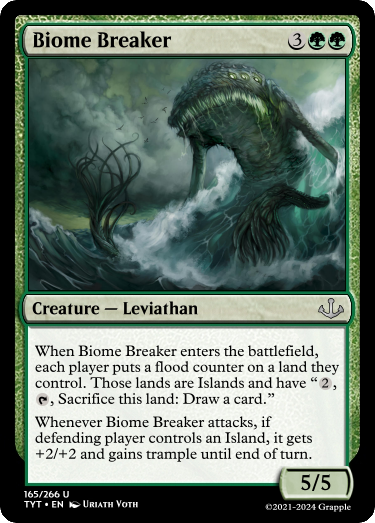 Biome Breaker 3
Creature — Leviathan
When Biome Breaker enters the battlefield,
each player puts a flood counter on a land they
control. Those lands are Islands and have “2,
, Sacrifice this land: Draw a card.”
Whenever Biome Breaker attacks, if
defending player controls an Island, it gets
+2/+2 and gains trample until end of turn.
5/5
165/266 U
TYT • EN Uriath Voth
©2021-2024 Grapple